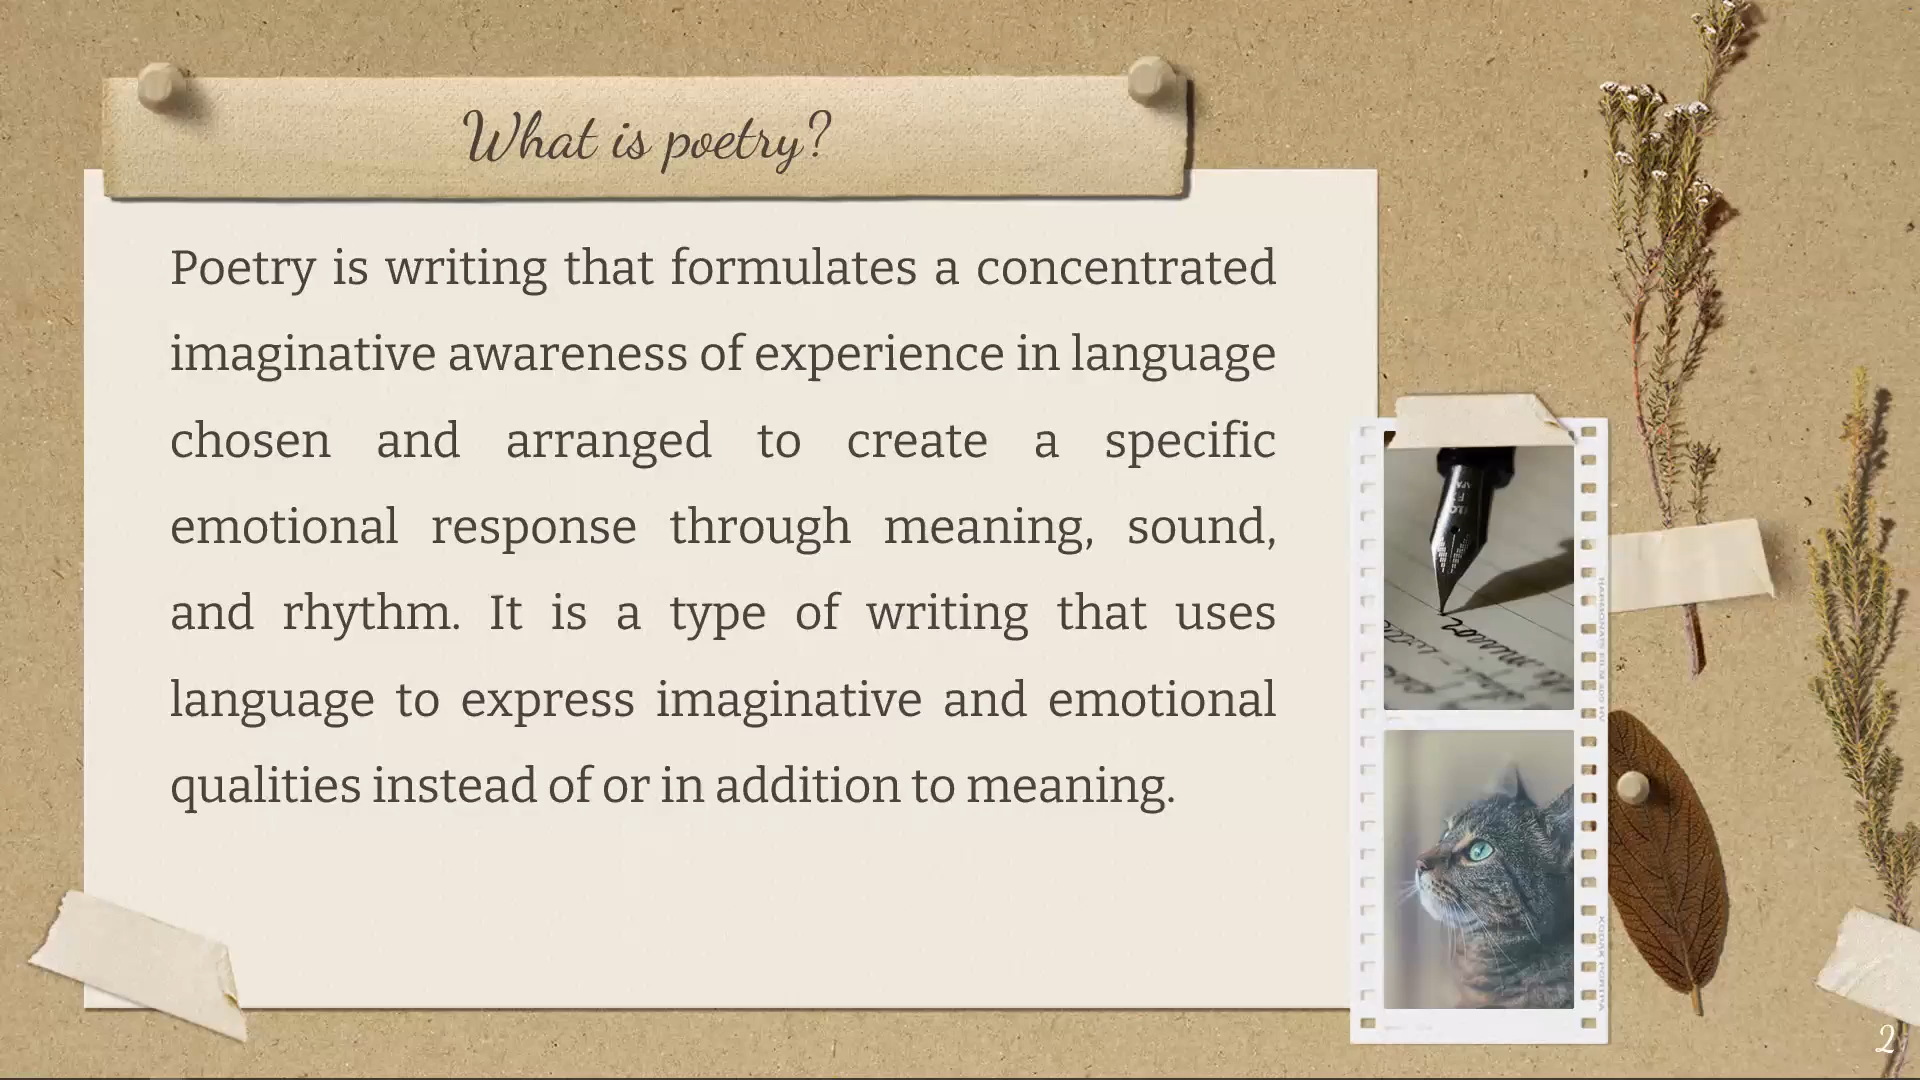 What is poetry?
Poetry is writing that formulates a concentrated
imaginative awareness of experience in language
chosen and arranged to create a specific
emotional response through meaning, sound,
and rhythm. It is a type of writing that uses
language to express imaginative and emotional
qualities instead of or in addition to meaning.
2